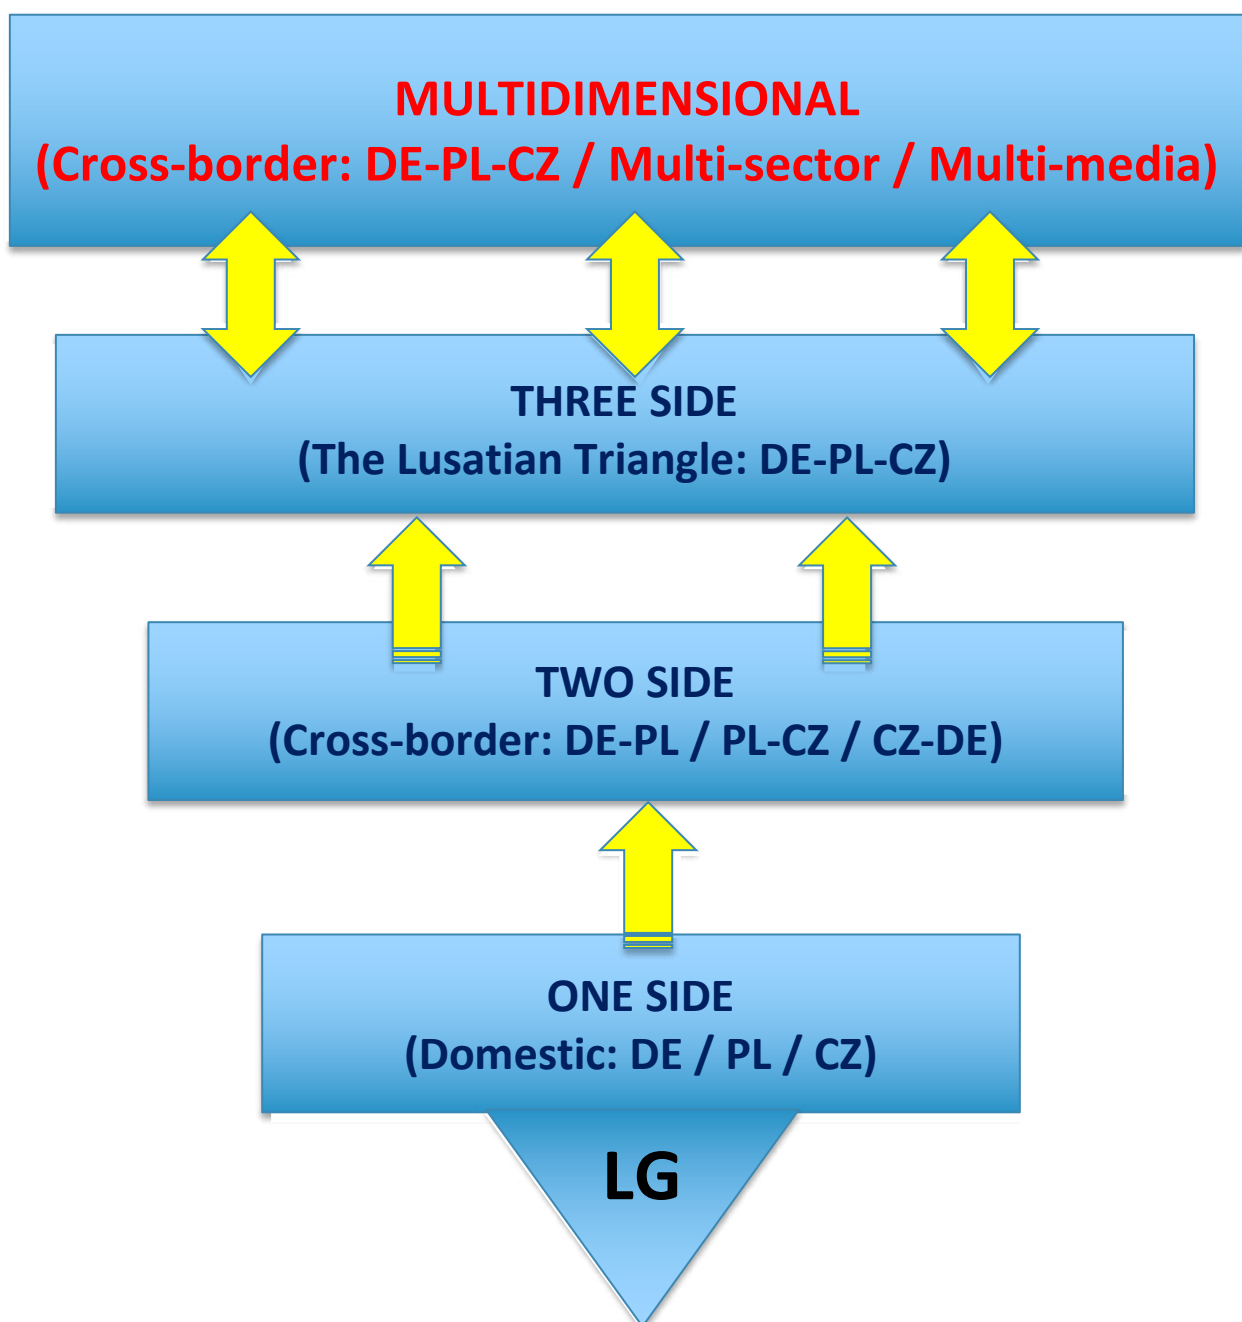 MULTIDIMENSIONAL
(Cross-border: DE-PL-CZ / Multi-sector / Multi-media)
THREE SIDE
(The Lusatian Triangle: DE-PL-CZ)
TWO SIDE
(Cross-border: DE-PL / PL-CZ / CZ-DE)
ONE SIDE
(Domestic: DE / PL / CZ)
LG